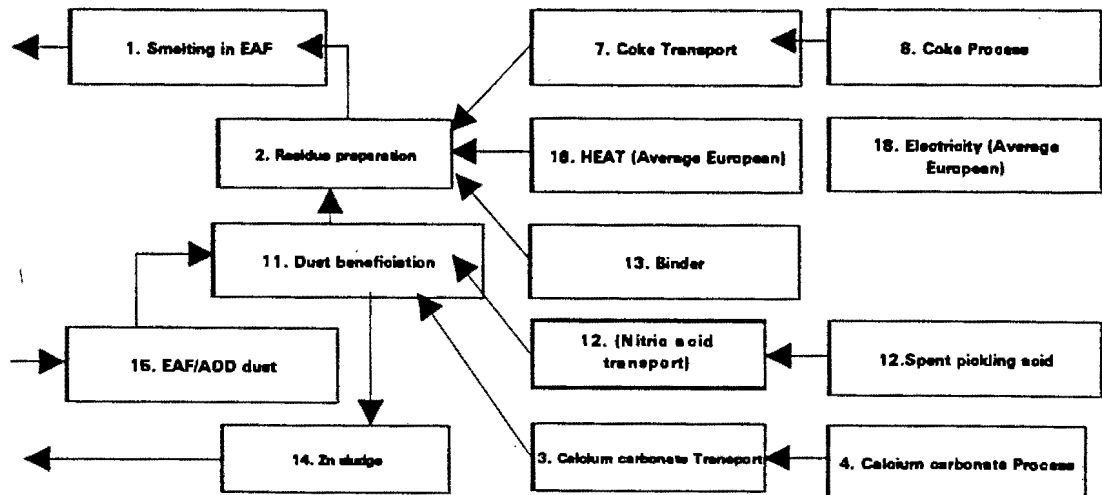 1. Smelting in EAF
7. Coke Transport
8. Coke Process
2. Residue preparation
18. HEAT (Average European)
18. Electricity (Average
European)
11. Dust beneficiation
13. Binder
15. EAF/AOD dust
12. (Nitric acid
transport)
12.Spent pickling acid
14. Zn sludge
3. Calcium carbonate Transport
4. Calcium carbonate Process